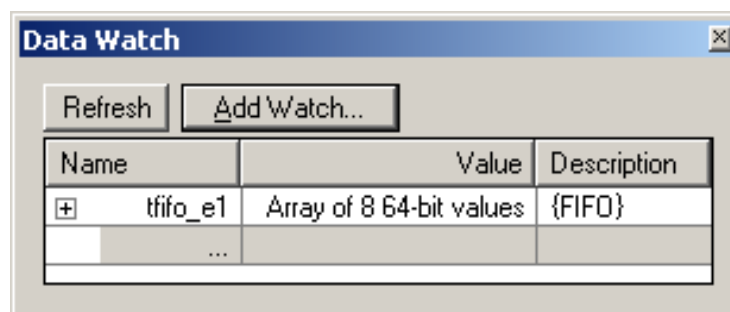 Data Watch
Refresh Add Watch...
Name Value Description
tfifo_e1 Array of 8 64-bit values {FIFO}
...